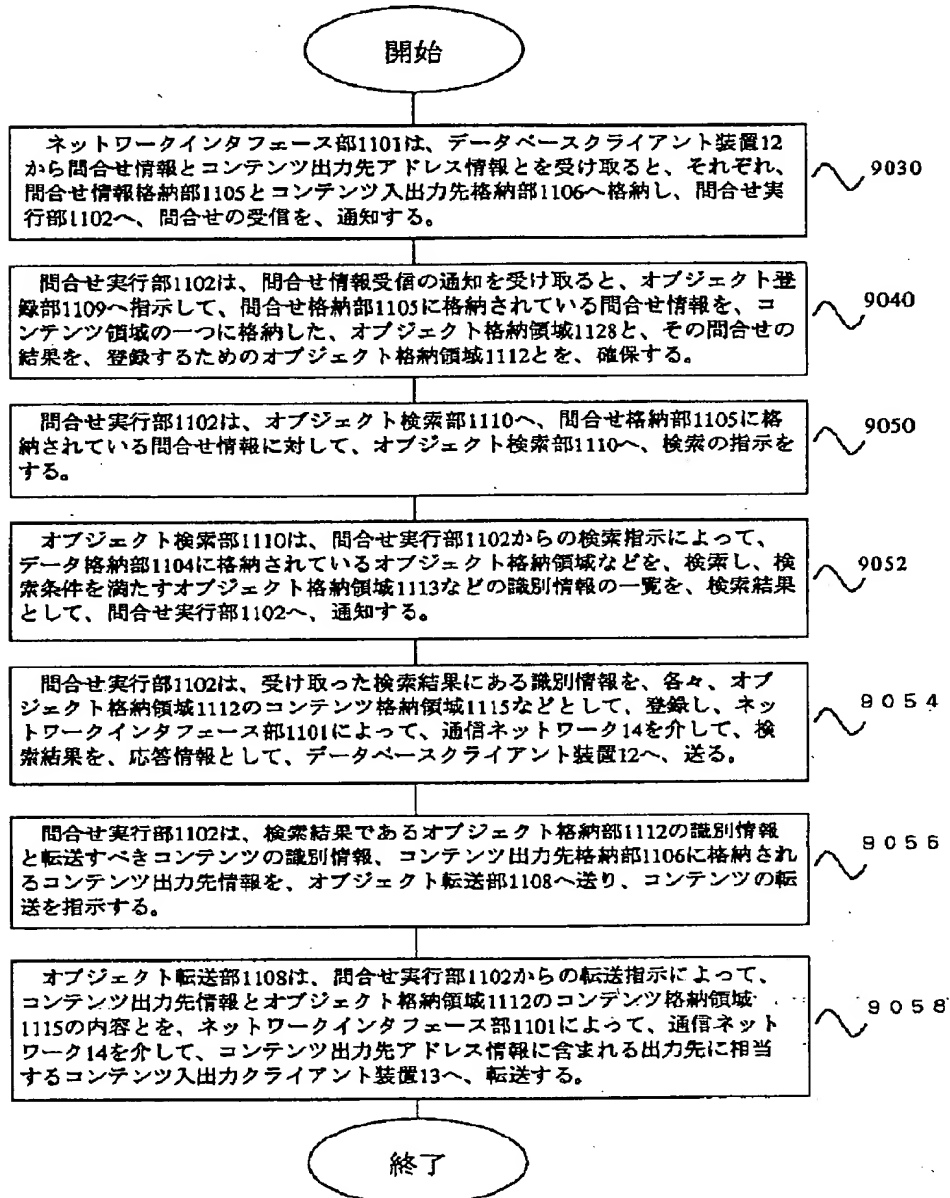 開始
ネットワークインタフェース部1101は、データベースクライアント装置12
から問合せ情報とコンテンツ出力先アドレス情報とを受け取ると、それぞれ、
問合せ情報格納部1105とコンテンツ入出力先格納部1106へ格納し、問合せ実
行部1102へ、問合せの受信を、通知する。
9030
問合せ実行部1102は、問合せ情報受信の通知を受け取ると、オブジェクト登
録部1109へ指示して、問合せ格納部1105に格納されている問合せ情報を、コ
ンテンツ領域の一つに格納した、オブジェクト格納領域1128と、その問合せの
結果を、登録するためのオブジェクト格納領域1112とを、確保する。
9040
問合せ実行部1102は、オブジェクト検索部1110へ、問合せ格納部1105に格
納されている問合せ情報に対して、オブジェクト検索部1110へ、検索の指示を
する。
9050
オブジェクト検索部1110は、問合せ実行部1102からの検索指示によって、
データ格納部1104に格納されているオブジェクト格納領域などを、検索し、検
索条件を満たすオブジェクト格納領域1113などの識別情報の一覧を、検索結果
として、問合せ実行部1102へ、通知する。
9052
問合せ実行部1102は、受け取った検索結果にある識別情報を、各々、オブ
ジェクト格納領域1112のコンテンツ格納領域1115などとして、登録し、ネッ
トワークインタフェース部1101によって、通信ネットワーク14を介して、検
索結果を、応答情報として、データベースクライアント装置12へ、送る。
9054
問合せ実行部1102は、検索結果であるオブジェクト格納部1112の識別情報
と転送すべきコンテンツの識別情報、コンテンツ出力先格納部1106に格納され
るコンテンツ出力先情報を、オブジェクト転送部1108へ送り、コンテンツの転
送を指示する。
9056
オブジェクト転送部1108は、問合せ実行部1102からの転送指示によって、
コンテンツ出力先情報とオブジェクト格納領域1112のコンテンツ格納領域
1115の内容とを、ネットワークインタフェース部1101によって、通信ネット
ワーク14を介して、コンテンツ出力先アドレス情報に含まれる出力先に相当
するコンテンツ入出力クライアント装置13へ、転送する。
9058
終了